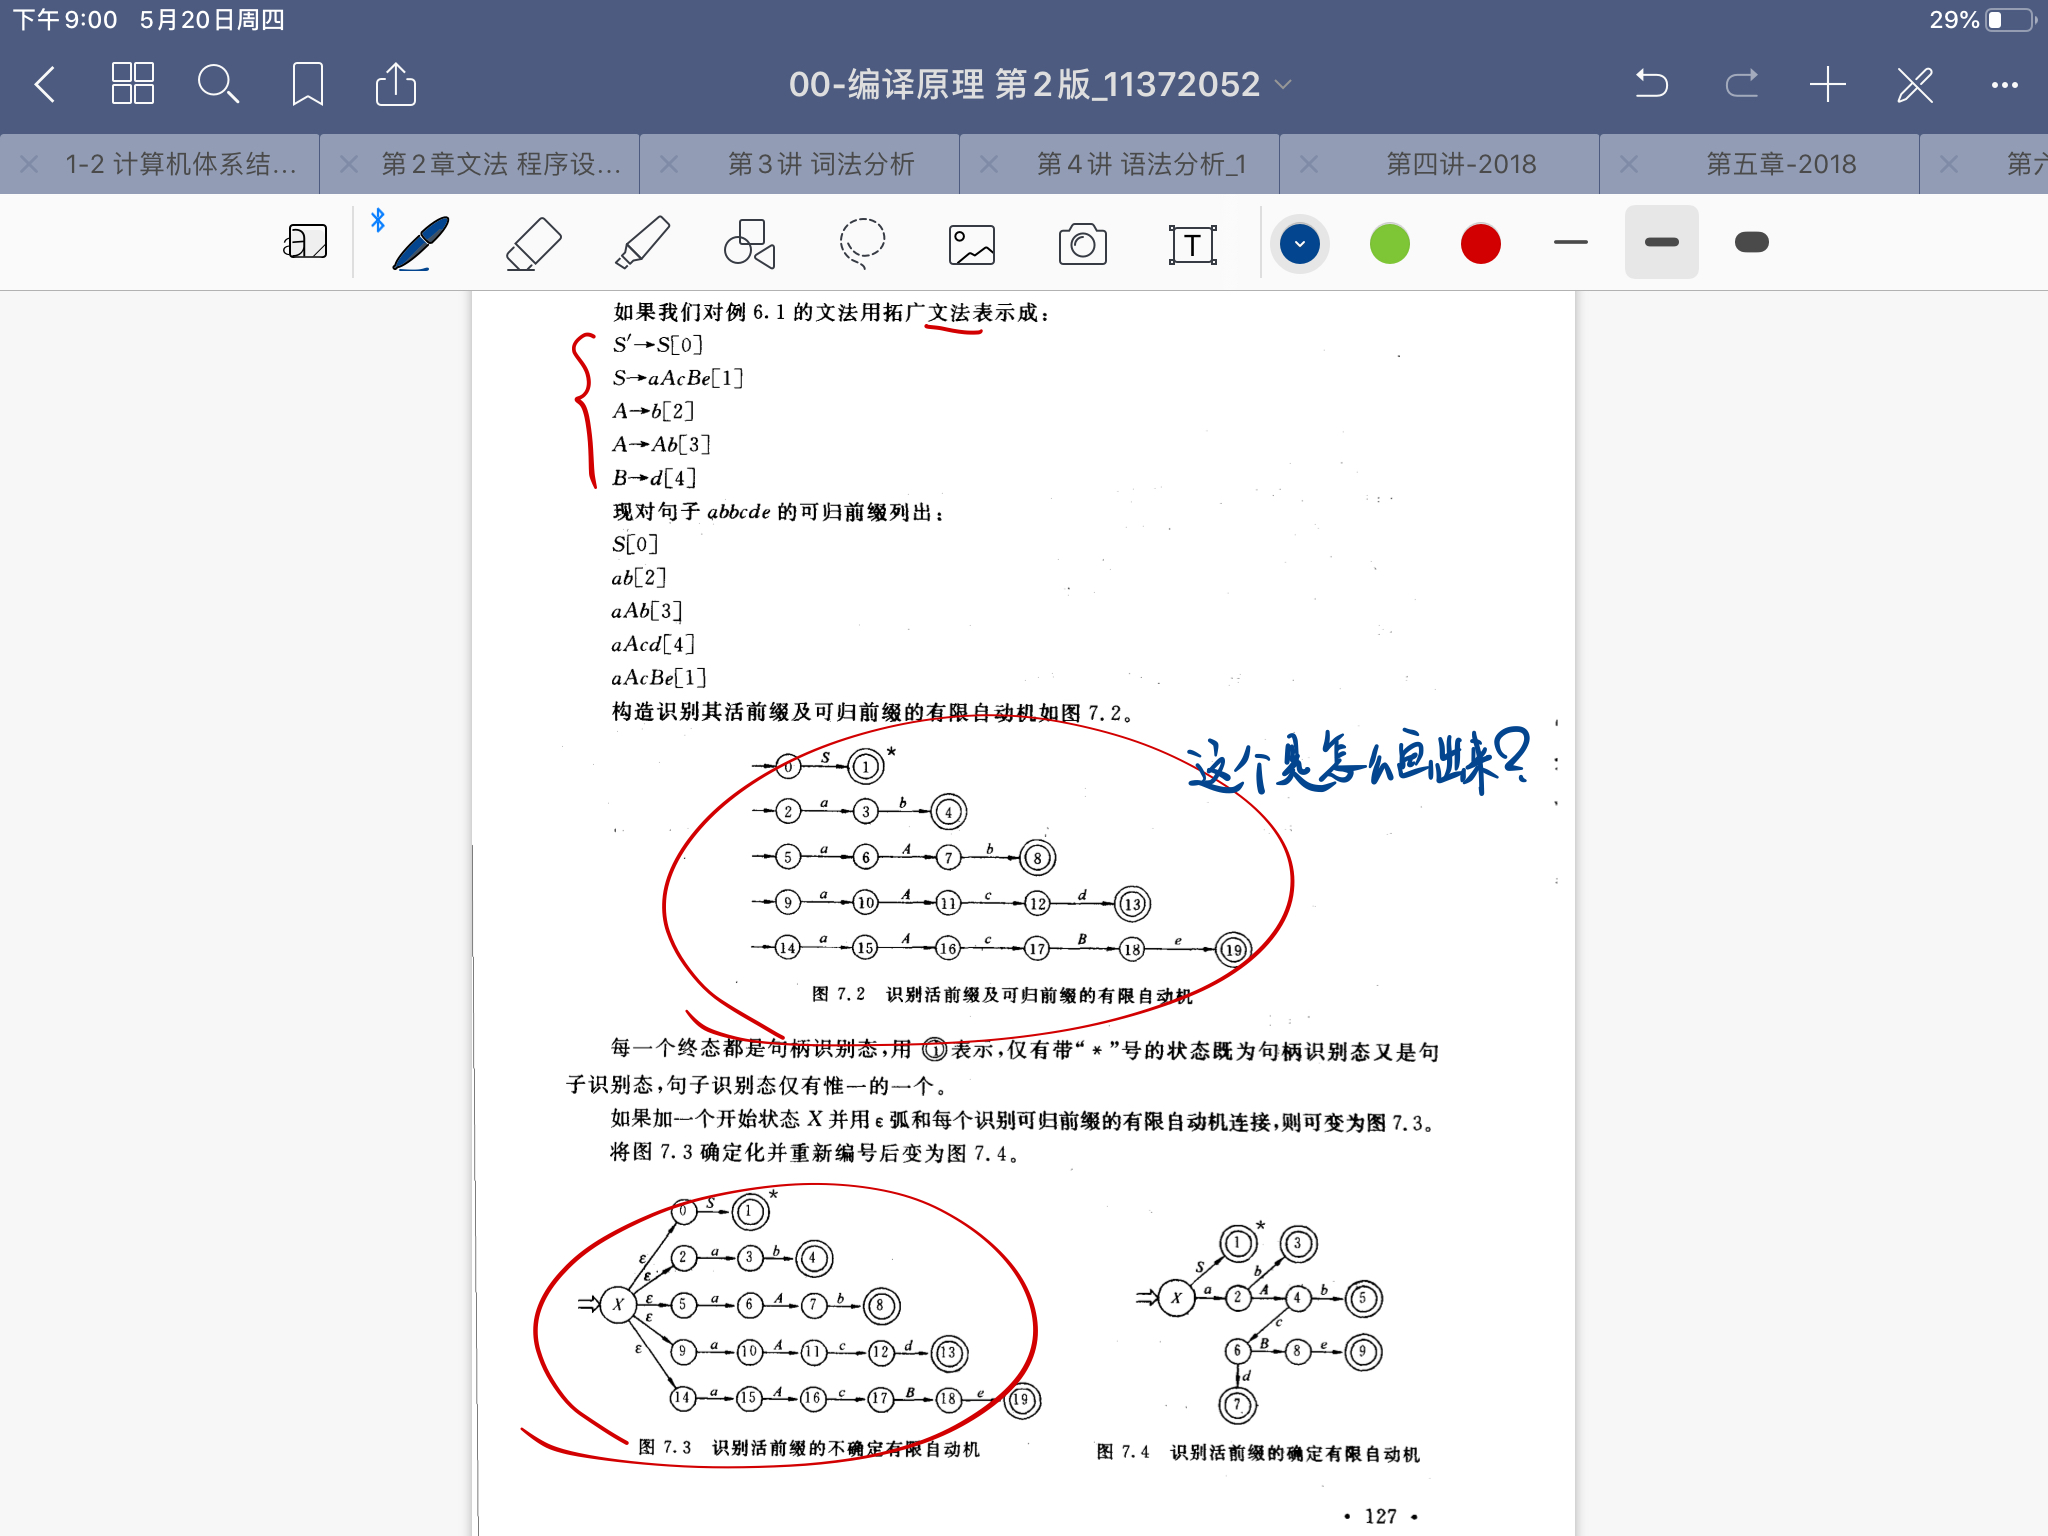 下午9:00 5月20日周四
29%
00-编译原理 第2版_11372052
1-2 计算机体系结...
第2章文法 程序设...
第3讲 词法分析
第4讲 语法分析_1
第四讲-2018
第五章-2018
第六
a
T
如果我们对例 6.1 的文法用拓广文法表示成：
S′→S[0]
S→aAcBe[1]
A→b[2]
A→Ab[3]
B→d[4]
现对句子 abbcde 的可归前缀列出：
S[0]
ab[2]
aAb[3]
aAcd[4]
aAcBe[1]
构造识别其活前缀及可归前缀的有限自动机如图 7.2。
这个是怎么画出来?
0 S 1 *
2 a 3 b 4
5 a 6 A 7 b 8
9 a 10 A 11 c 12 d 13
14 a 15 A 16 c 17 B 18 e 19
图 7.2 识别活前缀及可归前缀的有限自动机
每一个终态都是句柄识别态，用 ⓘ 表示，仅有带“*”号的状态既为句柄识别态又是句
子识别态，句子识别态仅有惟一的一个。
如果加一个开始状态 X 并用 ε 弧和每个识别可归前缀的有限自动机连接，则可变为图 7.3。
将图 7.3 确定化并重新编号后变为图 7.4。
0 S 1 *
ε 2 a 3 b 4
ε
X ε 5 a 6 A 7 b 8
ε
9 a 10 A 11 c 12 d 13
ε
14 a 15 A 16 c 17 B 18 e 19
图 7.3 识别活前缀的不确定有限自动机
1 * 3
S b
X a 2 A 4 b 5
c
6 B 8 e 9
d
7
图 7.4 识别活前缀的确定有限自动机
• 127 •